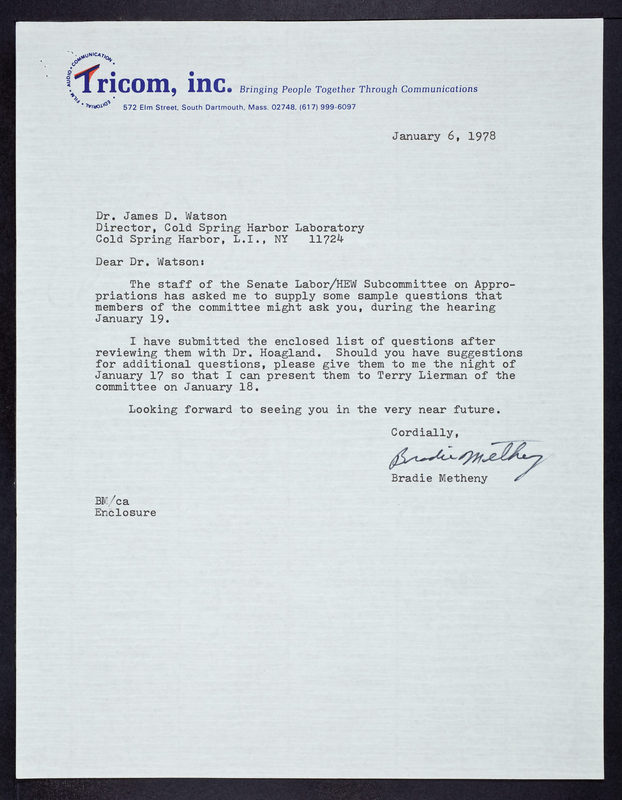 COMMUNICATION • EDITORIAL • FILM • AUDIO •
Tricom, inc. Bringing People Together Through Communications
572 Elm Street, South Dartmouth, Mass. 02748, (617) 999-6097
January 6, 1978
Dr. James D. Watson
Director, Cold Spring Harbor Laboratory
Cold Spring Harbor, L.I., NY 11724
Dear Dr. Watson:
The staff of the Senate Labor/HEW Subcommittee on Appro-
priations has asked me to supply some sample questions that
members of the committee might ask you, during the hearing
January 19.
I have submitted the enclosed list of questions after
reviewing them with Dr. Hoagland. Should you have suggestions
for additional questions, please give them to me the night of
January 17 so that I can present them to Terry Lierman of the
committee on January 18.
Looking forward to seeing you in the very near future.
Cordially,
Bradie Metheny
Bradie Metheny
BM/ca
Enclosure